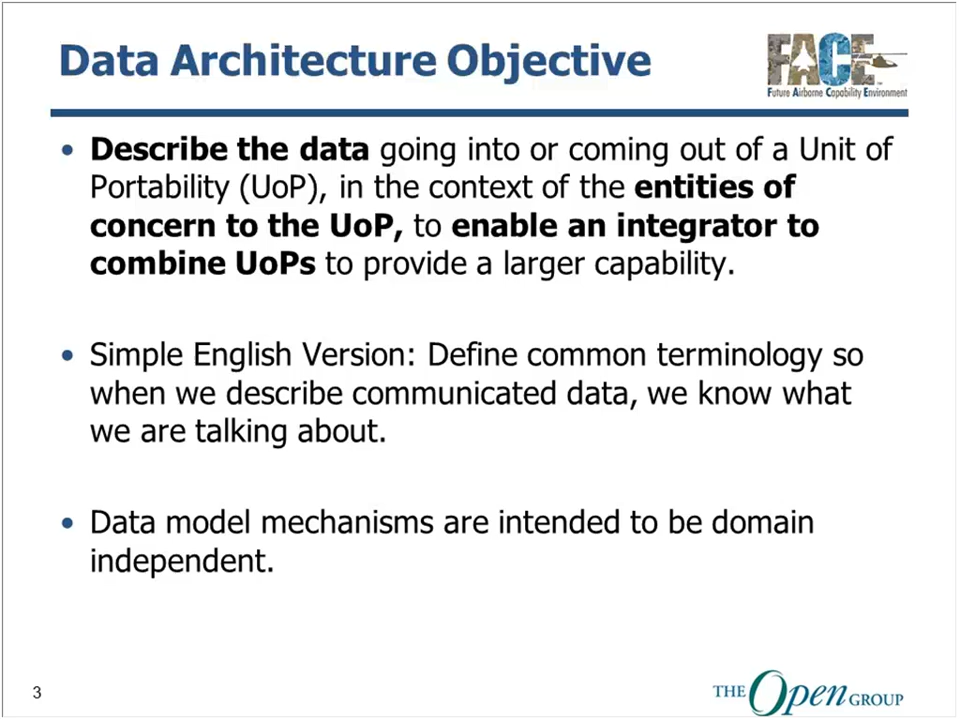 Data Architecture Objective
FACE
Future Airborne Capability Environment
• Describe the data going into or coming out of a Unit of
Portability (UoP), in the context of the entities of
concern to the UoP, to enable an integrator to
combine UoPs to provide a larger capability.
• Simple English Version: Define common terminology so
when we describe communicated data, we know what
we are talking about.
• Data model mechanisms are intended to be domain
independent.
3
THE Open GROUP